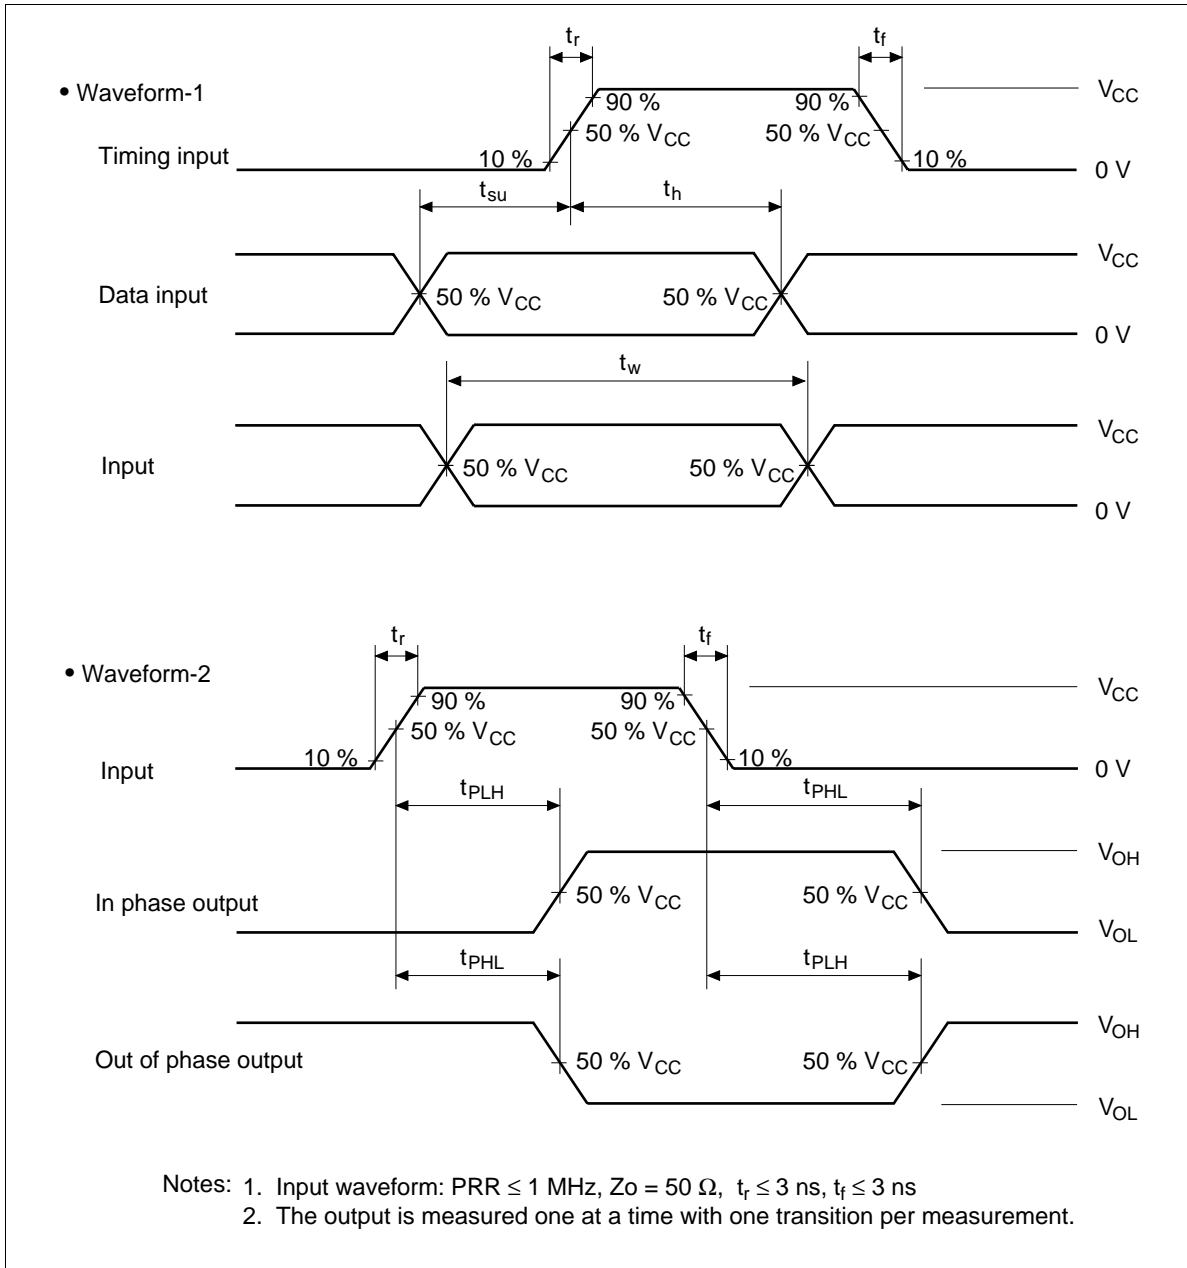 t_r t_f
• Waveform-1
V_CC
90 % 90 %
50 % V_CC 50 % V_CC
Timing input
10 % 10 %
0 V
t_su t_h
V_CC
Data input
50 % V_CC 50 % V_CC
0 V
t_w
V_CC
Input
50 % V_CC 50 % V_CC
0 V
t_r t_f
• Waveform-2
V_CC
90 % 90 %
50 % V_CC 50 % V_CC
10 % 10 %
Input
0 V
t_PLH t_PHL
V_OH
50 % V_CC 50 % V_CC
In phase output
V_OL
t_PHL t_PLH
V_OH
Out of phase output
50 % V_CC 50 % V_CC
V_OL
Notes: 1. Input waveform: PRR ≤ 1 MHz, Zo = 50 Ω, t_r ≤ 3 ns, t_f ≤ 3 ns
2. The output is measured one at a time with one transition per measurement.